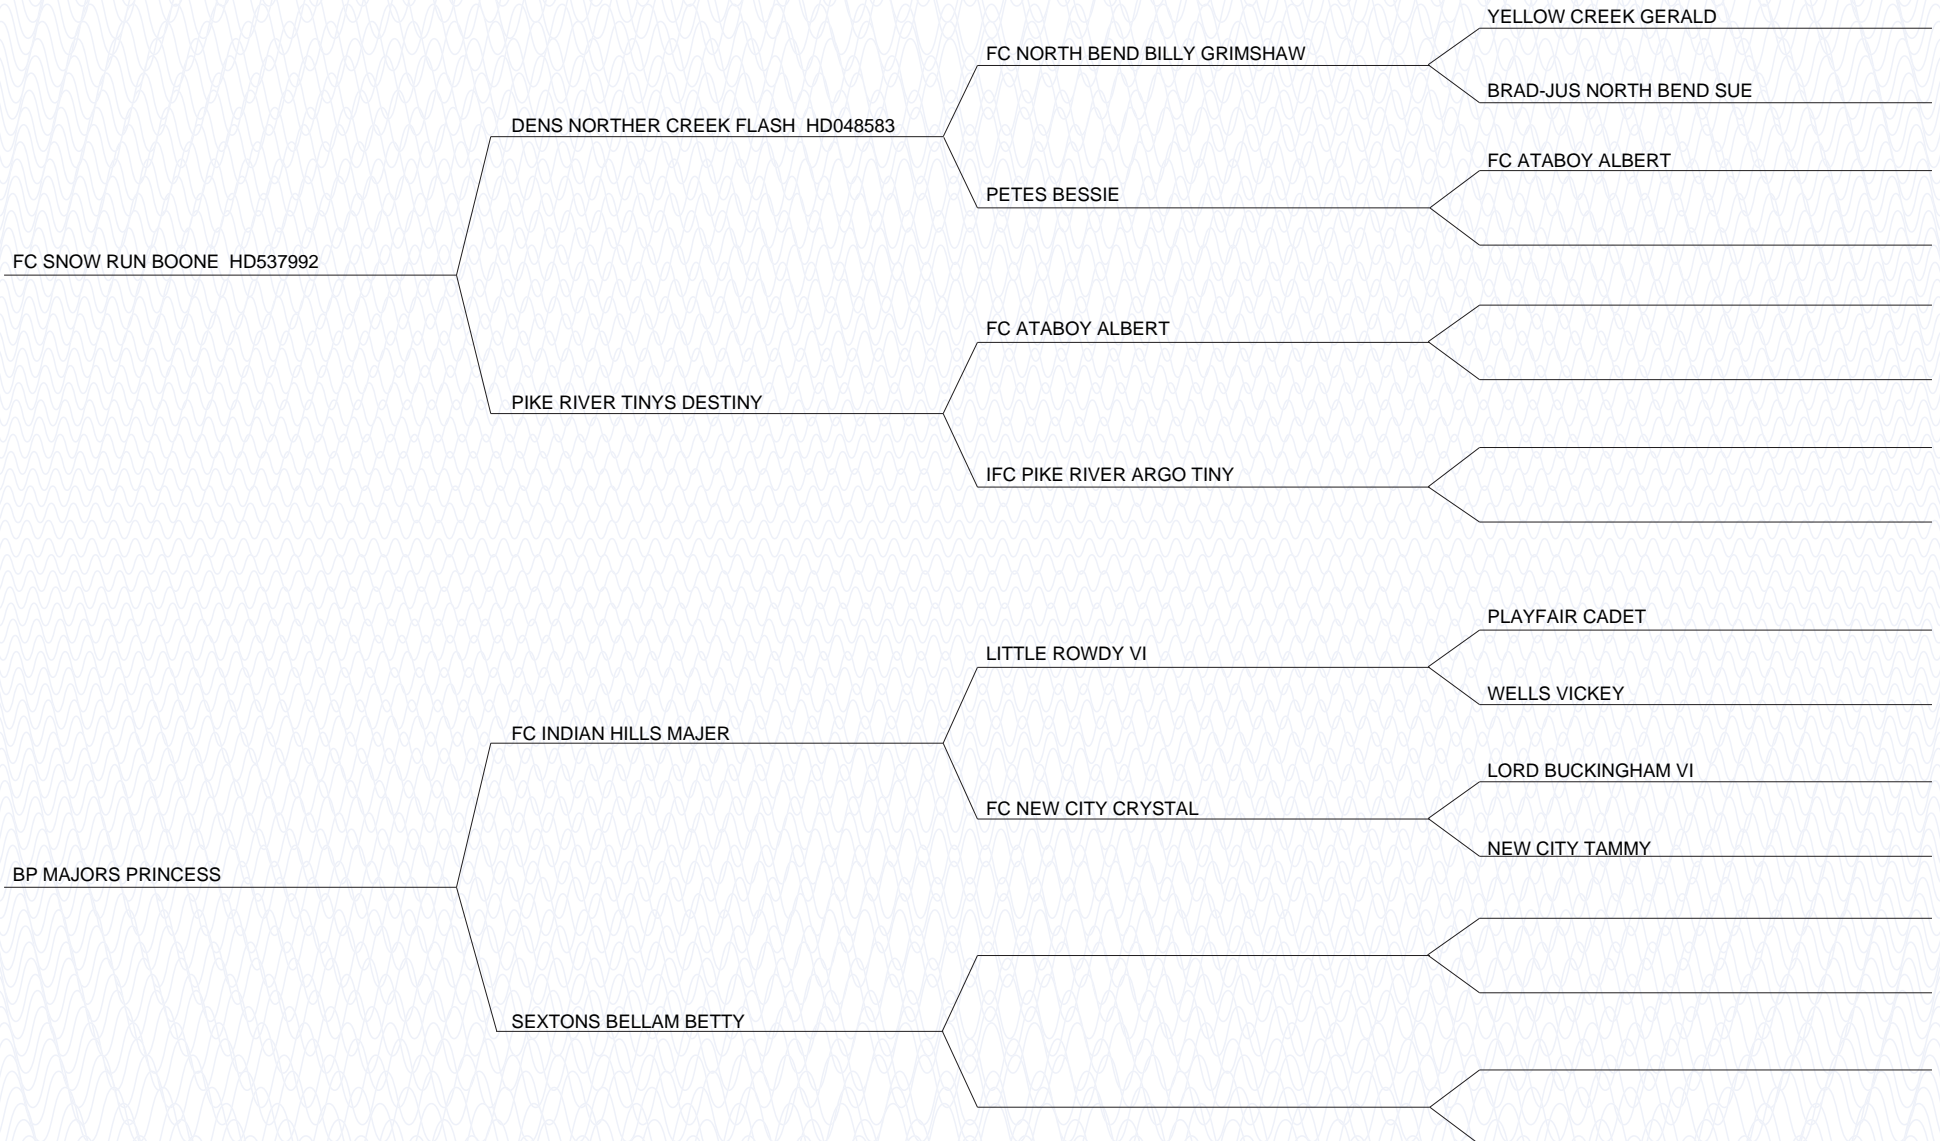 YELLOW CREEK GERALD
FC NORTH BEND BILLY GRIMSHAW
BRAD-JUS NORTH BEND SUE
DENS NORTHER CREEK FLASH HD048583
FC ATABOY ALBERT
PETES BESSIE
FC SNOW RUN BOONE HD537992
FC ATABOY ALBERT
PIKE RIVER TINYS DESTINY
IFC PIKE RIVER ARGO TINY
PLAYFAIR CADET
LITTLE ROWDY VI
WELLS VICKEY
FC INDIAN HILLS MAJER
LORD BUCKINGHAM VI
FC NEW CITY CRYSTAL
NEW CITY TAMMY
BP MAJORS PRINCESS
SEXTONS BELLAM BETTY